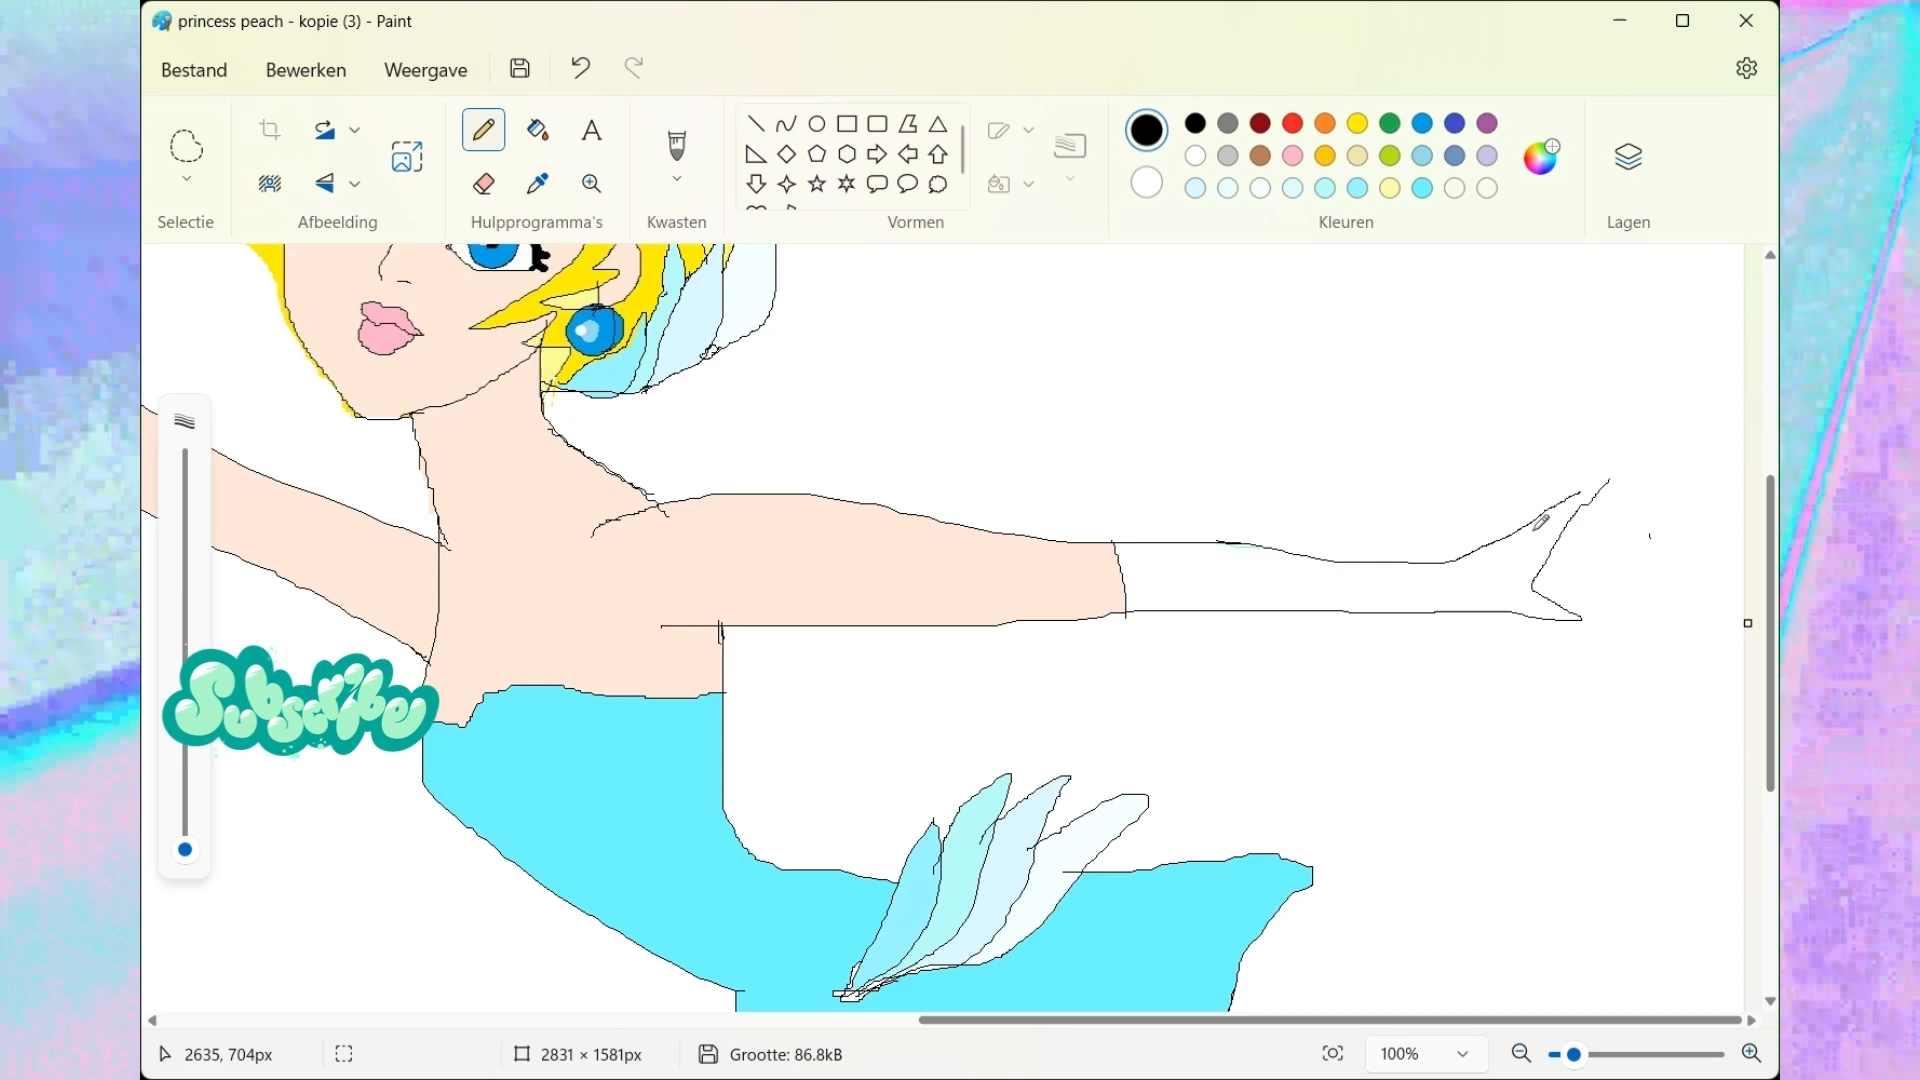 princess peach - kopie (3) - Paint
Bestand Bewerken Weergave
Selectie Afbeelding Hulpprogramma's Kwasten Vormen Kleuren Lagen
Subscribe
2635, 704px 2831 × 1581px Grootte: 86.8kB 100%